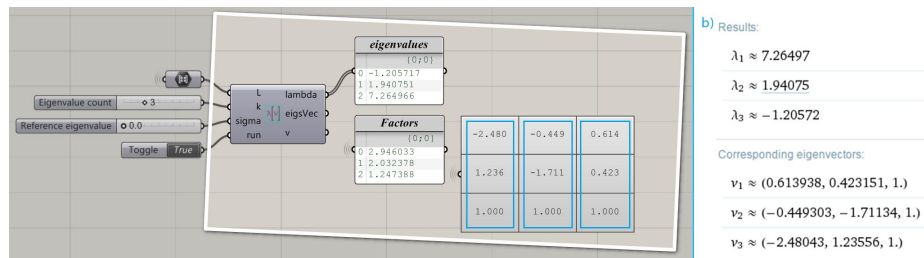 eigenvalues
{0;0}
0 -1.205717
1 1.940751
2 7.264966
L
k
sigma
run
λ[v]
lambda
eigsVec
v
Eigenvalue count ◇ 3
Reference eigenvalue ○ 0.0
Toggle True
Factors
{0;0}
0 2.946033
1 2.032378
2 1.247388
-2.480 -0.449 0.614
1.236 -1.711 0.423
1.000 1.000 1.000
b) Results:
λ1 ≈ 7.26497
λ2 ≈ 1.94075
λ3 ≈ −1.20572
Corresponding eigenvectors:
v1 ≈ (0.613938, 0.423151, 1.)
v2 ≈ (−0.449303, −1.71134, 1.)
v3 ≈ (−2.48043, 1.23556, 1.)